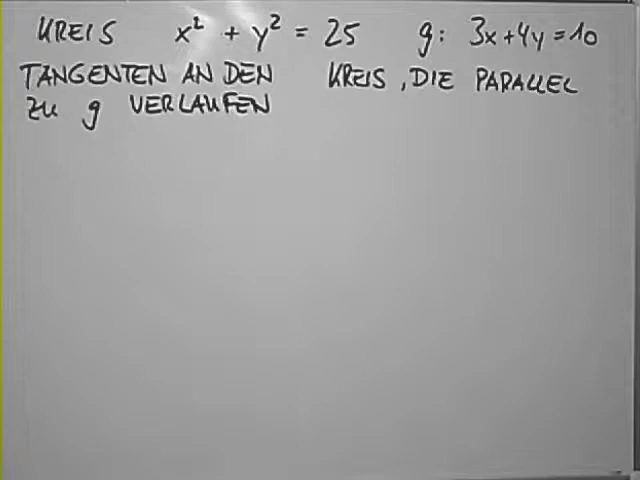 KREIS x² + y² = 25 g: 3x+4y=10
TANGENTEN AN DEN KREIS, DIE PARALLEL
ZU g VERLAUFEN